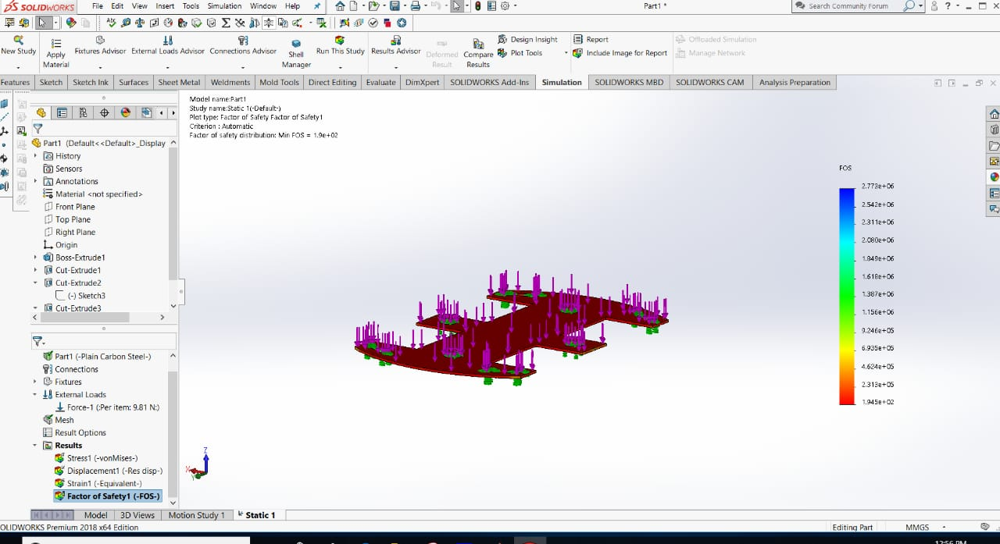 SOLIDWORKS File Edit View Insert Tools Simulation Window Help Part1 * Search Community Forum
New Study Apply Material Fixtures Advisor External Loads Advisor Connections Advisor Shell Manager Run This Study Results Advisor Deformed Result Compare Results Design Insight Plot Tools Report Include Image for Report Offloaded Simulation Manage Network
Features Sketch Sketch Ink Surfaces Sheet Metal Weldments Mold Tools Direct Editing Evaluate DimXpert SOLIDWORKS Add-Ins Simulation SOLIDWORKS MBD SOLIDWORKS CAM Analysis Preparation
Model name:Part1
Study name:Static 1(-Default-)
Plot type: Factor of Safety Factor of Safety1
Criterion : Automatic
Factor of safety distribution: Min FOS = 1.9e+02
Part1 (Default<<Default>_Display
History
Sensors
Annotations
Material <not specified>
Front Plane
Top Plane
Right Plane
Origin
Boss-Extrude1
Cut-Extrude1
Cut-Extrude2
(-) Sketch3
Cut-Extrude3
Part1 (-Plain Carbon Steel-)
Connections
Fixtures
External Loads
Force-1 (:Per item: 9.81 N:)
Mesh
Result Options
Results
Stress1 (-vonMises-)
Displacement1 (-Res disp-)
Strain1 (-Equivalent-)
Factor of Safety1 (-FOS-)
FOS
2.773e+06
2.542e+06
2.311e+06
2.080e+06
1.849e+06
1.618e+06
1.387e+06
1.156e+06
9.246e+05
6.935e+05
4.624e+05
2.313e+05
1.945e+02
Z
X
Y
Model 3D Views Motion Study 1 Static 1
OLIDWORKS Premium 2018 x64 Edition Editing Part MMGS
12:56 PM